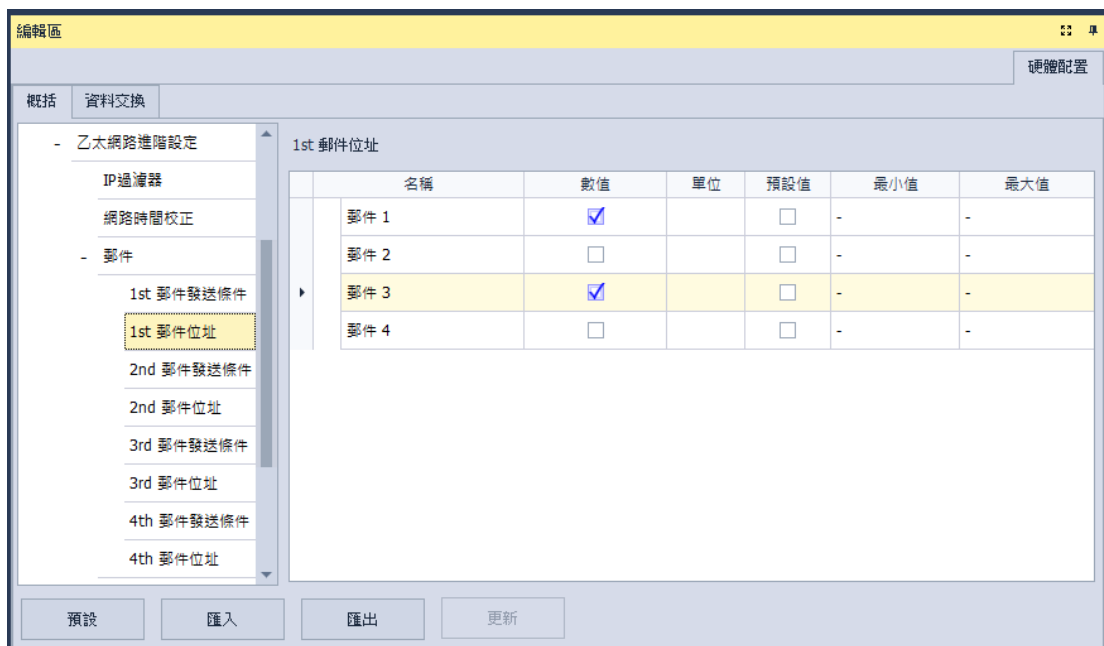 編輯區
硬體配置
概括 資料交換
- 乙太網路進階設定
IP過濾器
網路時間校正
- 郵件
1st 郵件發送條件
1st 郵件位址
2nd 郵件發送條件
2nd 郵件位址
3rd 郵件發送條件
3rd 郵件位址
4th 郵件發送條件
4th 郵件位址
1st 郵件位址
名稱 數值 單位 預設值 最小值 最大值
郵件 1 - -
郵件 2 - -
郵件 3 - -
郵件 4 - -
預設 匯入 匯出 更新